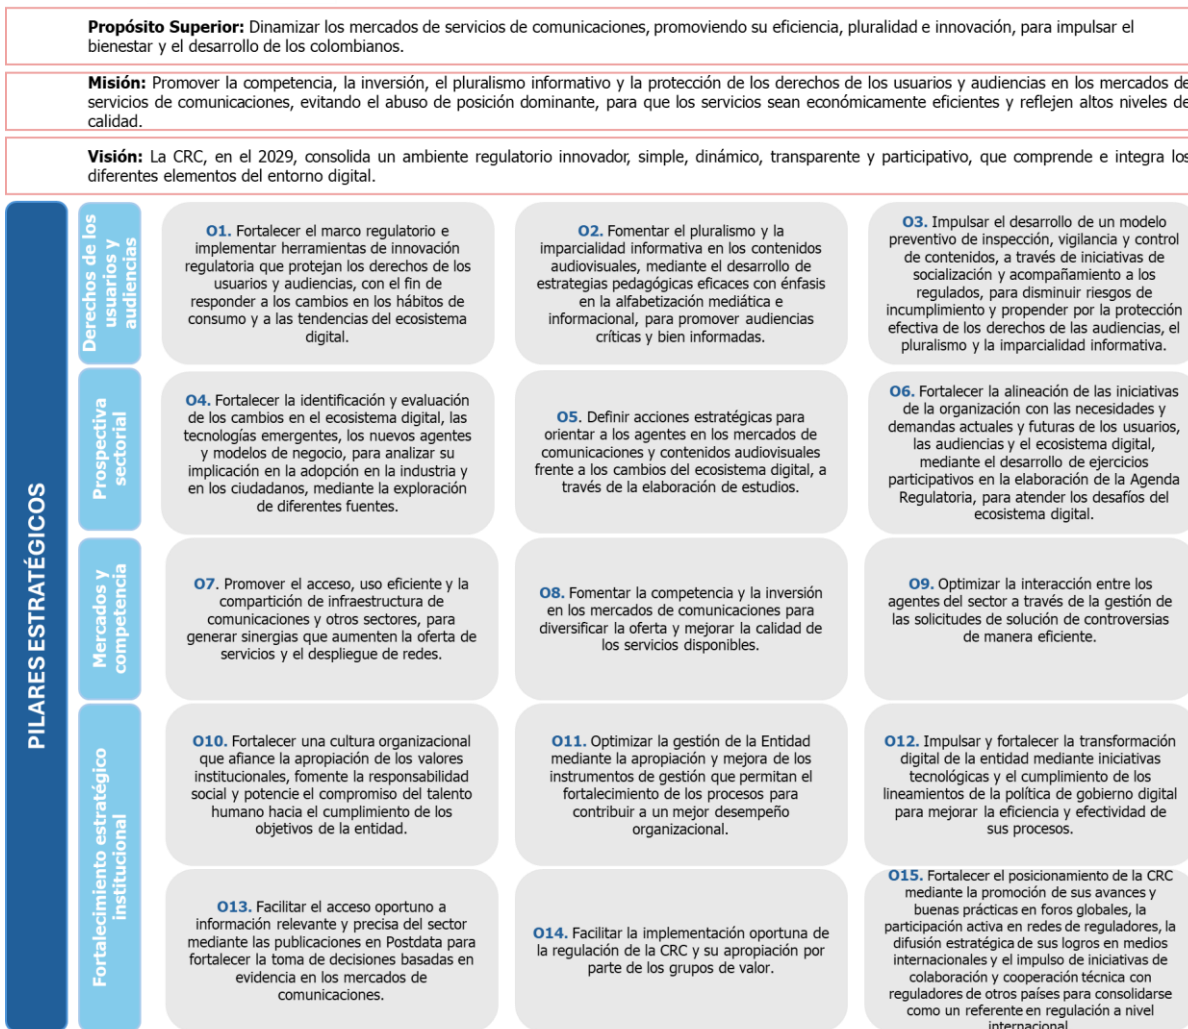 Propósito Superior: Dinamizar los mercados de servicios de comunicaciones, promoviendo su eficiencia, pluralidad e innovación, para impulsar el
bienestar y el desarrollo de los colombianos.
Misión: Promover la competencia, la inversión, el pluralismo informativo y la protección de los derechos de los usuarios y audiencias en los mercados de
servicios de comunicaciones, evitando el abuso de posición dominante, para que los servicios sean económicamente eficientes y reflejen altos niveles de
calidad.
Visión: La CRC, en el 2029, consolida un ambiente regulatorio innovador, simple, dinámico, transparente y participativo, que comprende e integra los
diferentes elementos del entorno digital.
PILARES ESTRATÉGICOS
Derechos de los
usuarios y
audiencias
O1. Fortalecer el marco regulatorio e
implementar herramientas de innovación
regulatoria que protejan los derechos de los
usuarios y audiencias, con el fin de
responder a los cambios en los hábitos de
consumo y a las tendencias del ecosistema
digital.
O2. Fomentar el pluralismo y la
imparcialidad informativa en los contenidos
audiovisuales, mediante el desarrollo de
estrategias pedagógicas eficaces con énfasis
en la alfabetización mediática e
informacional, para promover audiencias
críticas y bien informadas.
O3. Impulsar el desarrollo de un modelo
preventivo de inspección, vigilancia y control
de contenidos, a través de iniciativas de
socialización y acompañamiento a los
regulados, para disminuir riesgos de
incumplimiento y propender por la protección
efectiva de los derechos de las audiencias, el
pluralismo y la imparcialidad informativa.
Prospectiva
sectorial
O4. Fortalecer la identificación y evaluación
de los cambios en el ecosistema digital, las
tecnologías emergentes, los nuevos agentes
y modelos de negocio, para analizar su
implicación en la adopción en la industria y
en los ciudadanos, mediante la exploración
de diferentes fuentes.
O5. Definir acciones estratégicas para
orientar a los agentes en los mercados de
comunicaciones y contenidos audiovisuales
frente a los cambios del ecosistema digital, a
través de la elaboración de estudios.
O6. Fortalecer la alineación de las iniciativas
de la organización con las necesidades y
demandas actuales y futuras de los usuarios,
las audiencias y el ecosistema digital,
mediante el desarrollo de ejercicios
participativos en la elaboración de la Agenda
Regulatoria, para atender los desafíos del
ecosistema digital.
Mercados y
competencia
O7. Promover el acceso, uso eficiente y la
compartición de infraestructura de
comunicaciones y otros sectores, para
generar sinergias que aumenten la oferta de
servicios y el despliegue de redes.
O8. Fomentar la competencia y la inversión
en los mercados de comunicaciones para
diversificar la oferta y mejorar la calidad de
los servicios disponibles.
O9. Optimizar la interacción entre los
agentes del sector a través de la gestión de
las solicitudes de solución de controversias
de manera eficiente.
Fortalecimiento estratégico
institucional
O10. Fortalecer una cultura organizacional
que afiance la apropiación de los valores
institucionales, fomente la responsabilidad
social y potencie el compromiso del talento
humano hacia el cumplimiento de los
objetivos de la entidad.
O11. Optimizar la gestión de la Entidad
mediante la apropiación y mejora de los
instrumentos de gestión que permitan el
fortalecimiento de los procesos para
contribuir a un mejor desempeño
organizacional.
O12. Impulsar y fortalecer la transformación
digital de la entidad mediante iniciativas
tecnológicas y el cumplimiento de los
lineamientos de la política de gobierno digital
para mejorar la eficiencia y efectividad de
sus procesos.
O13. Facilitar el acceso oportuno a
información relevante y precisa del sector
mediante las publicaciones en Postdata para
fortalecer la toma de decisiones basadas en
evidencia en los mercados de
comunicaciones.
O14. Facilitar la implementación oportuna de
la regulación de la CRC y su apropiación por
parte de los grupos de valor.
O15. Fortalecer el posicionamiento de la CRC
mediante la promoción de sus avances y
buenas prácticas en foros globales, la
participación activa en redes de reguladores, la
difusión estratégica de sus logros en medios
internacionales y el impulso de iniciativas de
colaboración y cooperación técnica con
reguladores de otros países para consolidarse
como un referente en regulación a nivel
internacional.